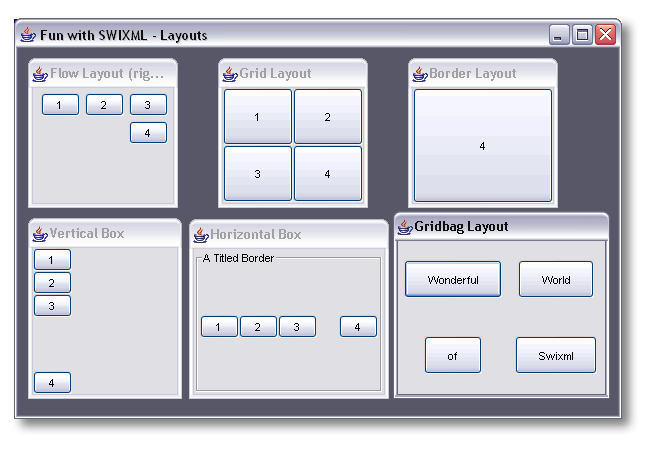 Fun with SWIXML - Layouts
Flow Layout (rig...
1 2 3
4
Grid Layout
1 2
3 4
Border Layout
4
Vertical Box
1
2
3
4
Horizontal Box
A Titled Border
1 2 3 4
Gridbag Layout
Wonderful World
of Swixml